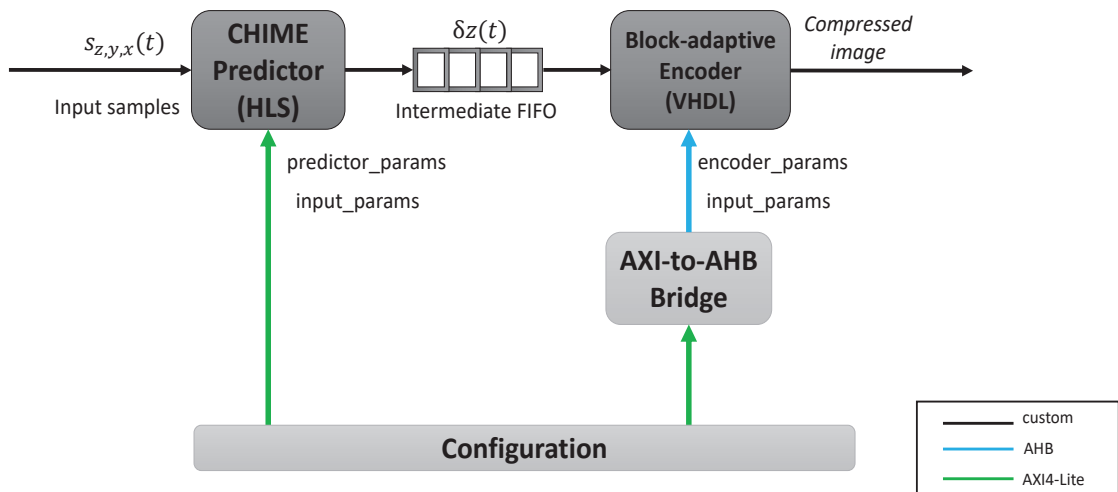 s_{z,y,x}(t)
Input samples
CHIME
Predictor
(HLS)
δz(t)
Intermediate FIFO
Block-adaptive
Encoder
(VHDL)
Compressed
image
predictor_params
input_params
encoder_params
input_params
AXI-to-AHB
Bridge
Configuration
custom
AHB
AXI4-Lite